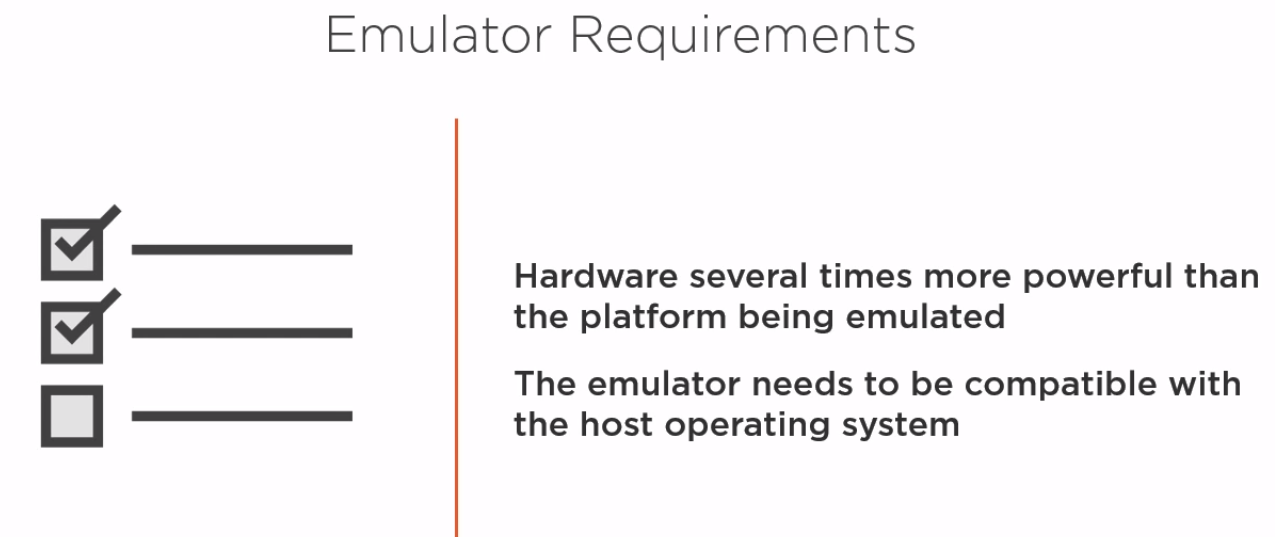 Emulator Requirements
Hardware several times more powerful than
the platform being emulated
The emulator needs to be compatible with
the host operating system